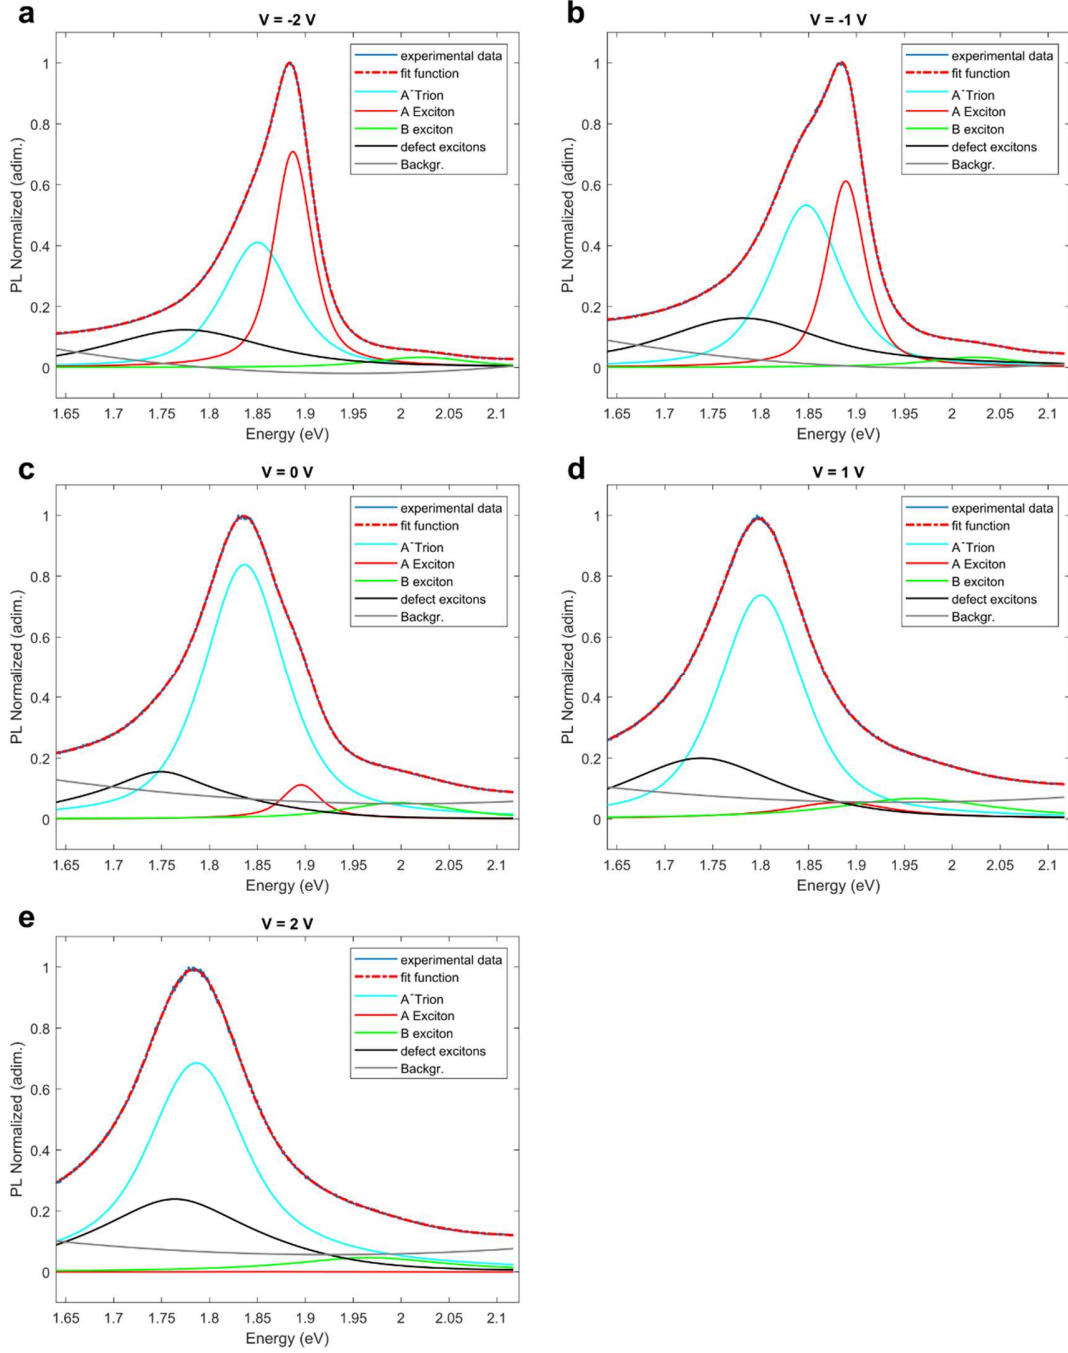 a
V = -2 V
PL Normalized (adim.)
1
0.8
0.6
0.4
0.2
0
1.65 1.7 1.75 1.8 1.85 1.9 1.95 2 2.05 2.1
Energy (eV)
experimental data
fit function
A⁻Trion
A Exciton
B exciton
defect excitons
Backgr.
b
V = -1 V
PL Normalized (adim.)
1
0.8
0.6
0.4
0.2
0
1.65 1.7 1.75 1.8 1.85 1.9 1.95 2 2.05 2.1
Energy (eV)
experimental data
fit function
A⁻Trion
A Exciton
B exciton
defect excitons
Backgr.
c
V = 0 V
PL Normalized (adim.)
1
0.8
0.6
0.4
0.2
0
1.65 1.7 1.75 1.8 1.85 1.9 1.95 2 2.05 2.1
Energy (eV)
experimental data
fit function
A⁻Trion
A Exciton
B exciton
defect excitons
Backgr.
d
V = 1 V
PL Normalized (adim.)
1
0.8
0.6
0.4
0.2
0
1.65 1.7 1.75 1.8 1.85 1.9 1.95 2 2.05 2.1
Energy (eV)
experimental data
fit function
A⁻Trion
A Exciton
B exciton
defect excitons
Backgr.
e
V = 2 V
PL Normalized (adim.)
1
0.8
0.6
0.4
0.2
0
1.65 1.7 1.75 1.8 1.85 1.9 1.95 2 2.05 2.1
Energy (eV)
experimental data
fit function
A⁻Trion
A Exciton
B exciton
defect excitons
Backgr.